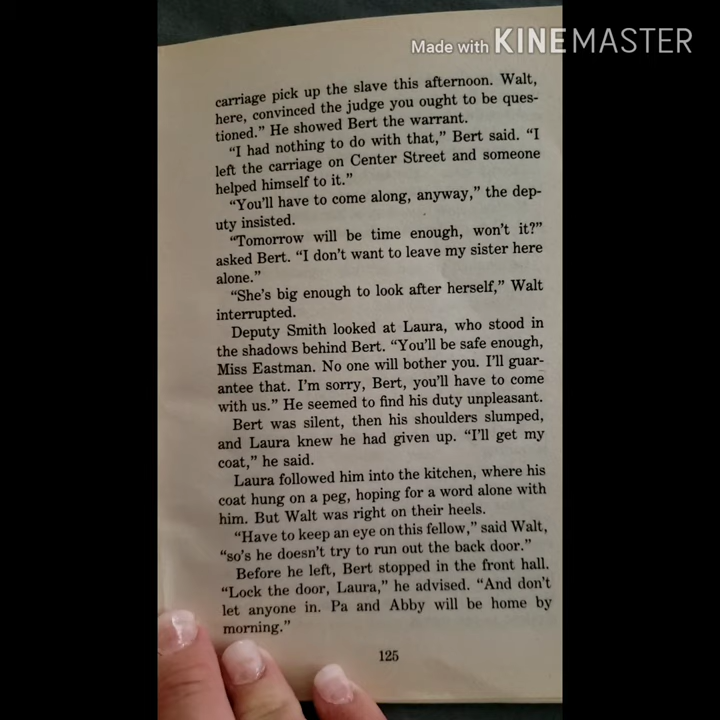 Made with KINEMASTER
carriage pick up the slave this afternoon. Walt,
here, convinced the judge you ought to be ques-
tioned.” He showed Bert the warrant.
“I had nothing to do with that,” Bert said. “I
left the carriage on Center Street and someone
helped himself to it.”
“You’ll have to come along, anyway,” the dep-
uty insisted.
“Tomorrow will be time enough, won’t it?”
asked Bert. “I don’t want to leave my sister here
alone.”
“She’s big enough to look after herself,” Walt
interrupted.
Deputy Smith looked at Laura, who stood in
the shadows behind Bert. “You’ll be safe enough,
Miss Eastman. No one will bother you. I’ll guar-
antee that. I’m sorry, Bert, you’ll have to come
with us.” He seemed to find his duty unpleasant.
Bert was silent, then his shoulders slumped,
and Laura knew he had given up. “I’ll get my
coat,” he said.
Laura followed him into the kitchen, where his
coat hung on a peg, hoping for a word alone with
him. But Walt was right on their heels.
“Have to keep an eye on this fellow,” said Walt,
“so’s he doesn’t try to run out the back door.”
Before he left, Bert stopped in the front hall.
“Lock the door, Laura,” he advised. “And don’t
let anyone in. Pa and Abby will be home by
morning.”
125